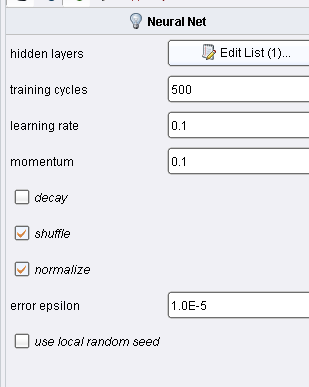 Neural Net
hidden layers Edit List (1)...
training cycles 500
learning rate 0.1
momentum 0.1
decay
shuffle
normalize
error epsilon 1.0E-5
use local random seed